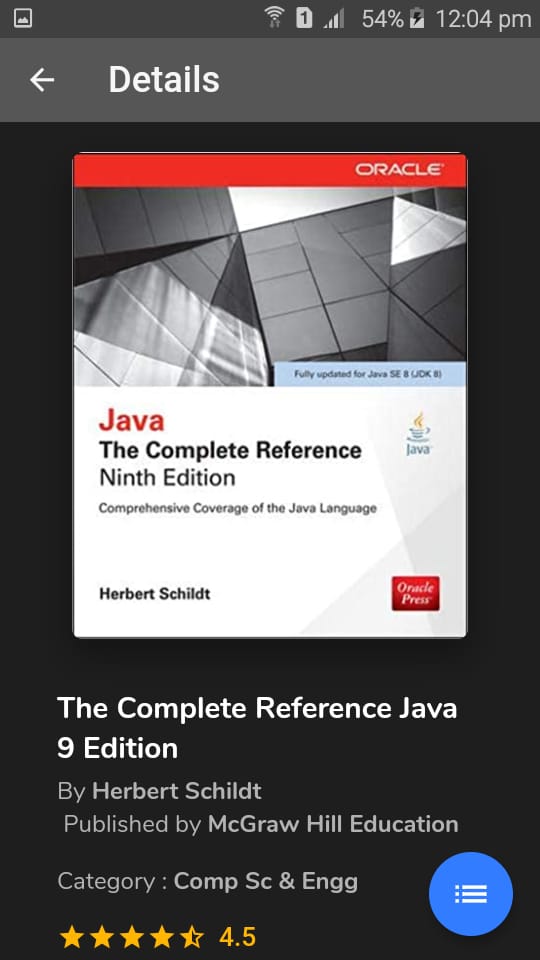 1 54% 12:04 pm
Details
ORACLE
Fully updated for Java SE 8 (JDK 8)
Java
The Complete Reference
Ninth Edition
Java
Comprehensive Coverage of the Java Language
Herbert Schildt
Oracle
Press
The Complete Reference Java
9 Edition
By Herbert Schildt
Published by McGraw Hill Education
Category : Comp Sc & Engg
4.5